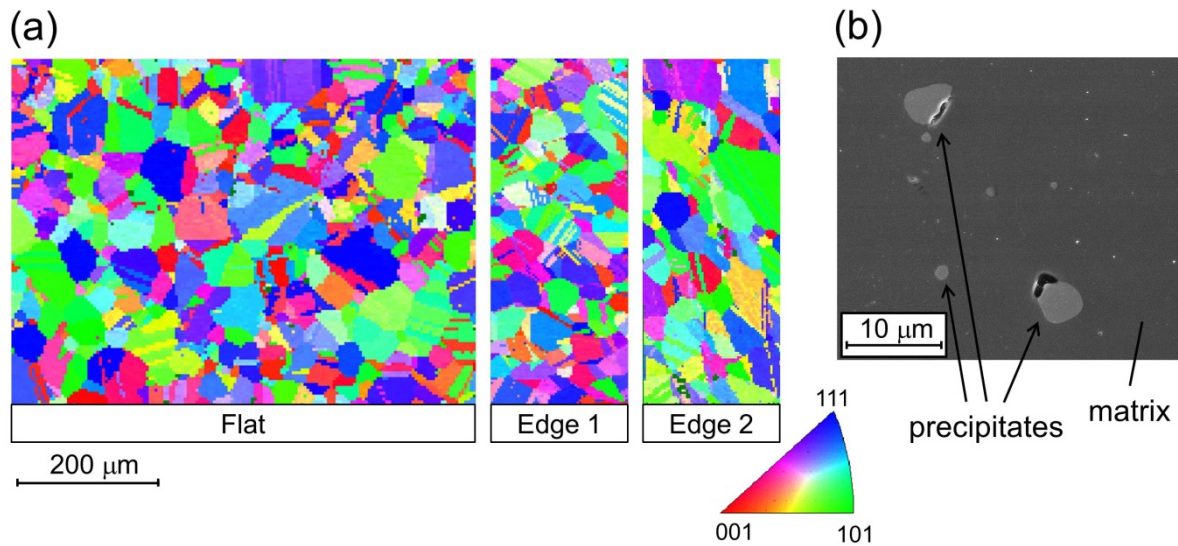 (a)
(b)
Flat
Edge 1
Edge 2
200 μm
111
001
101
10 μm
precipitates
matrix